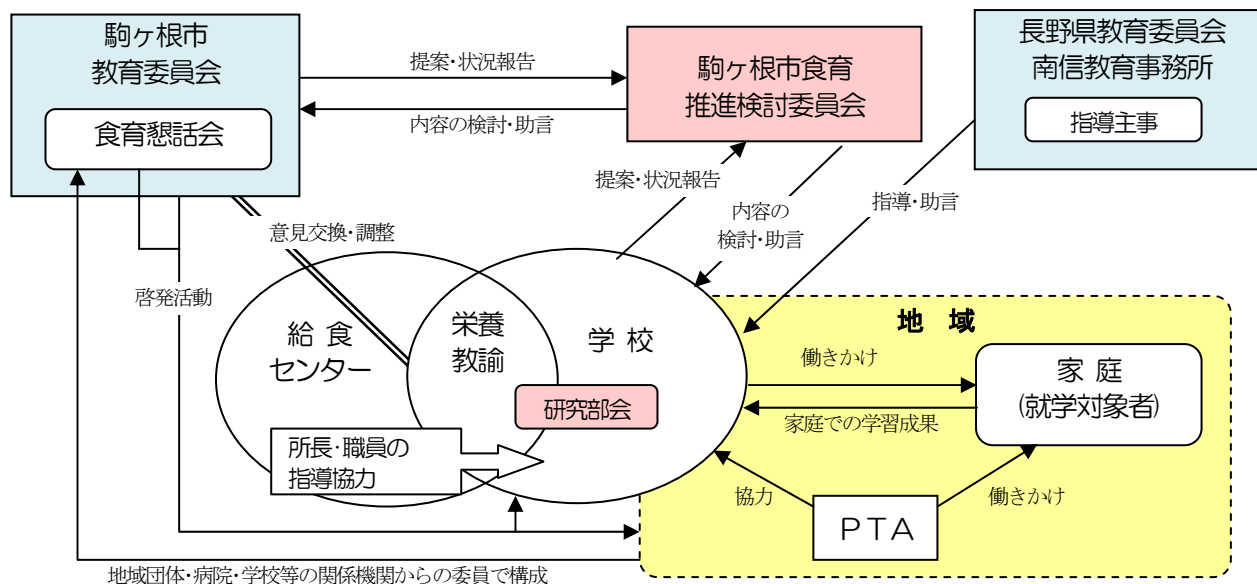 駒ヶ根市
教育委員会
食育懇話会
提案・状況報告
内容の検討・助言
駒ヶ根市食育
推進検討委員会
長野県教育委員会
南信教育事務所
指導主事
提案・状況報告
内容の
検討・助言
指導・助言
意見交換・調整
啓発活動
給 食
センター
栄養
教諭
学 校
研究部会
所長・職員の
指導協力
地　域
働きかけ
家 庭
(就学対象者)
家庭での学習成果
協力
働きかけ
ＰＴＡ
地域団体・病院・学校等の関係機関からの委員で構成